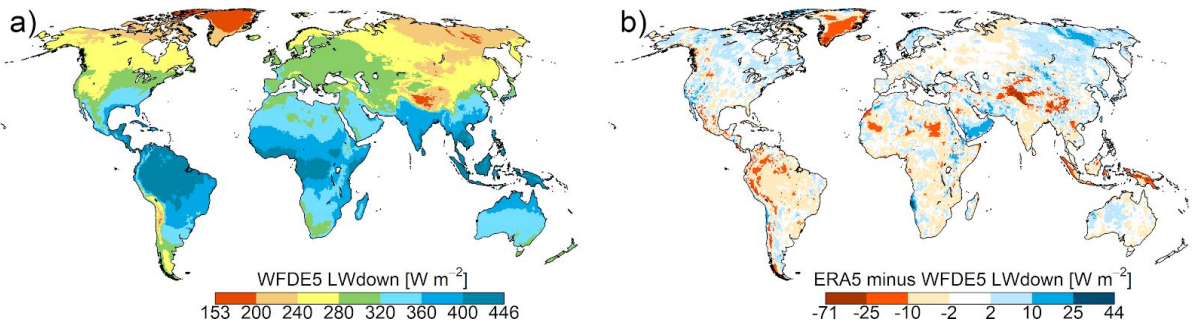 a)
WFDE5 LWdown [W m⁻²]
153 200 240 280 320 360 400 446
b)
ERA5 minus WFDE5 LWdown [W m⁻²]
-71 -25 -10 -2 2 10 25 44